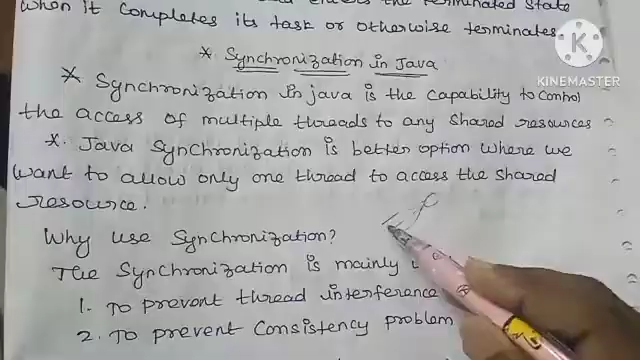 when it completes its task or otherwise terminates.
* Synchronization in Java
* Synchronization in java is the capability to control
the access of multiple threads to any shared resources
*. Java Synchronization is better option where we
want to allow only one thread to access the shared
resource.
Why use Synchronization?
The Synchronization is mainly
1. To prevent thread interference
2. To prevent consistency problem
KINEMASTER